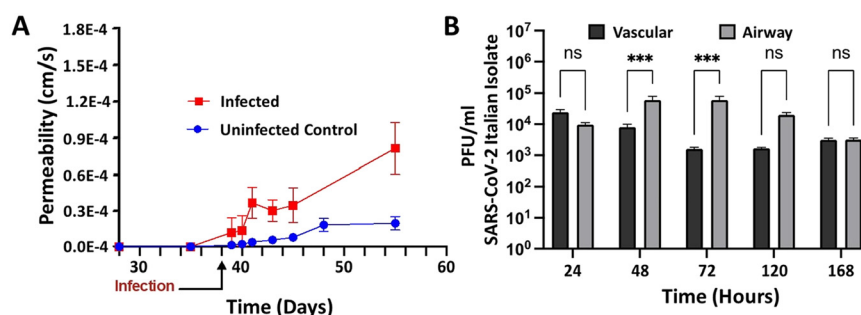 A
Permeability (cm/s)
1.8E-4
1.5E-4
1.2E-4
0.9E-4
0.6E-4
0.3E-4
0.0E-4
Infected
Uninfected Control
30 40 50 60
Infection
Time (Days)
B
PFU/ml
SARS-CoV-2 Italian Isolate
10⁷
10⁶
10⁵
10⁴
10³
10²
10¹
10⁰
Vascular Airway
ns *** *** ns ns
24 48 72 120 168
Time (Hours)